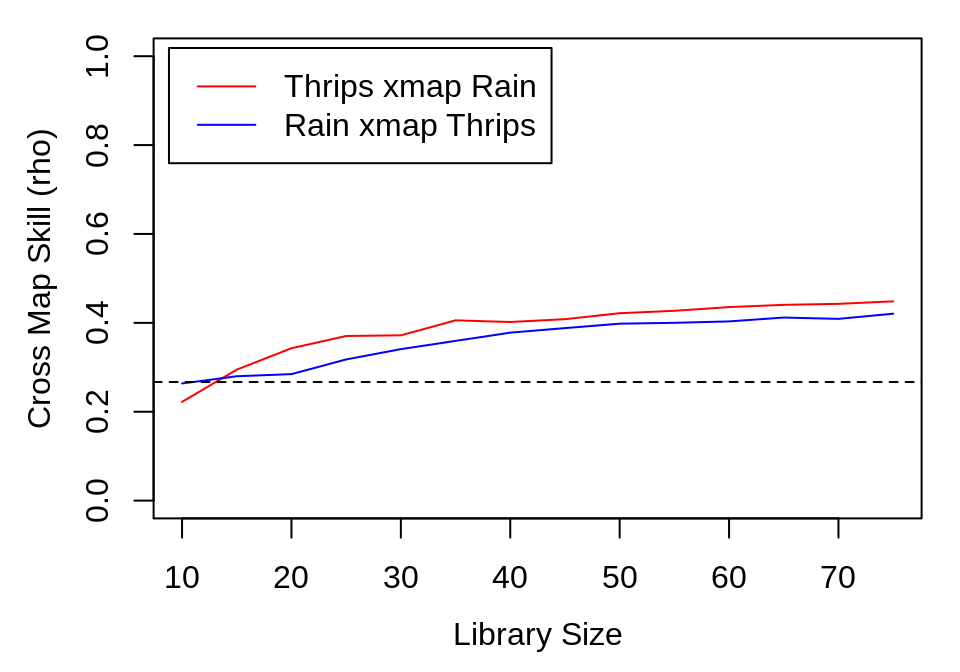 Thrips xmap Rain
Rain xmap Thrips
Cross Map Skill (rho)
1.0
0.8
0.6
0.4
0.2
0.0
10 20 30 40 50 60 70
Library Size